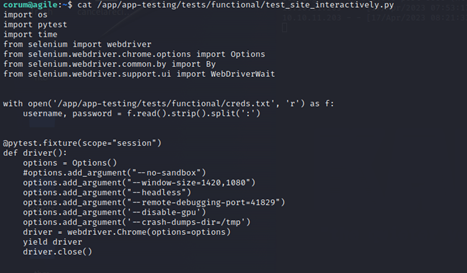 corum@agile:~$ cat /app/app-testing/tests/functional/test_site_interactively.py
import os
import pytest
import time
from selenium import webdriver
from selenium.webdriver.chrome.options import Options
from selenium.webdriver.common.by import By
from selenium.webdriver.support.ui import WebDriverWait

with open('/app/app-testing/tests/functional/creds.txt', 'r') as f:
    username, password = f.read().strip().split(':')

@pytest.fixture(scope="session")
def driver():
    options = Options()
    #options.add_argument("--no-sandbox")
    options.add_argument("--window-size=1420,1080")
    options.add_argument("--headless")
    options.add_argument("--remote-debugging-port=41829")
    options.add_argument('--disable-gpu')
    options.add_argument('--crash-dumps-dir=/tmp')
    driver = webdriver.Chrome(options=options)
    yield driver
    driver.close()